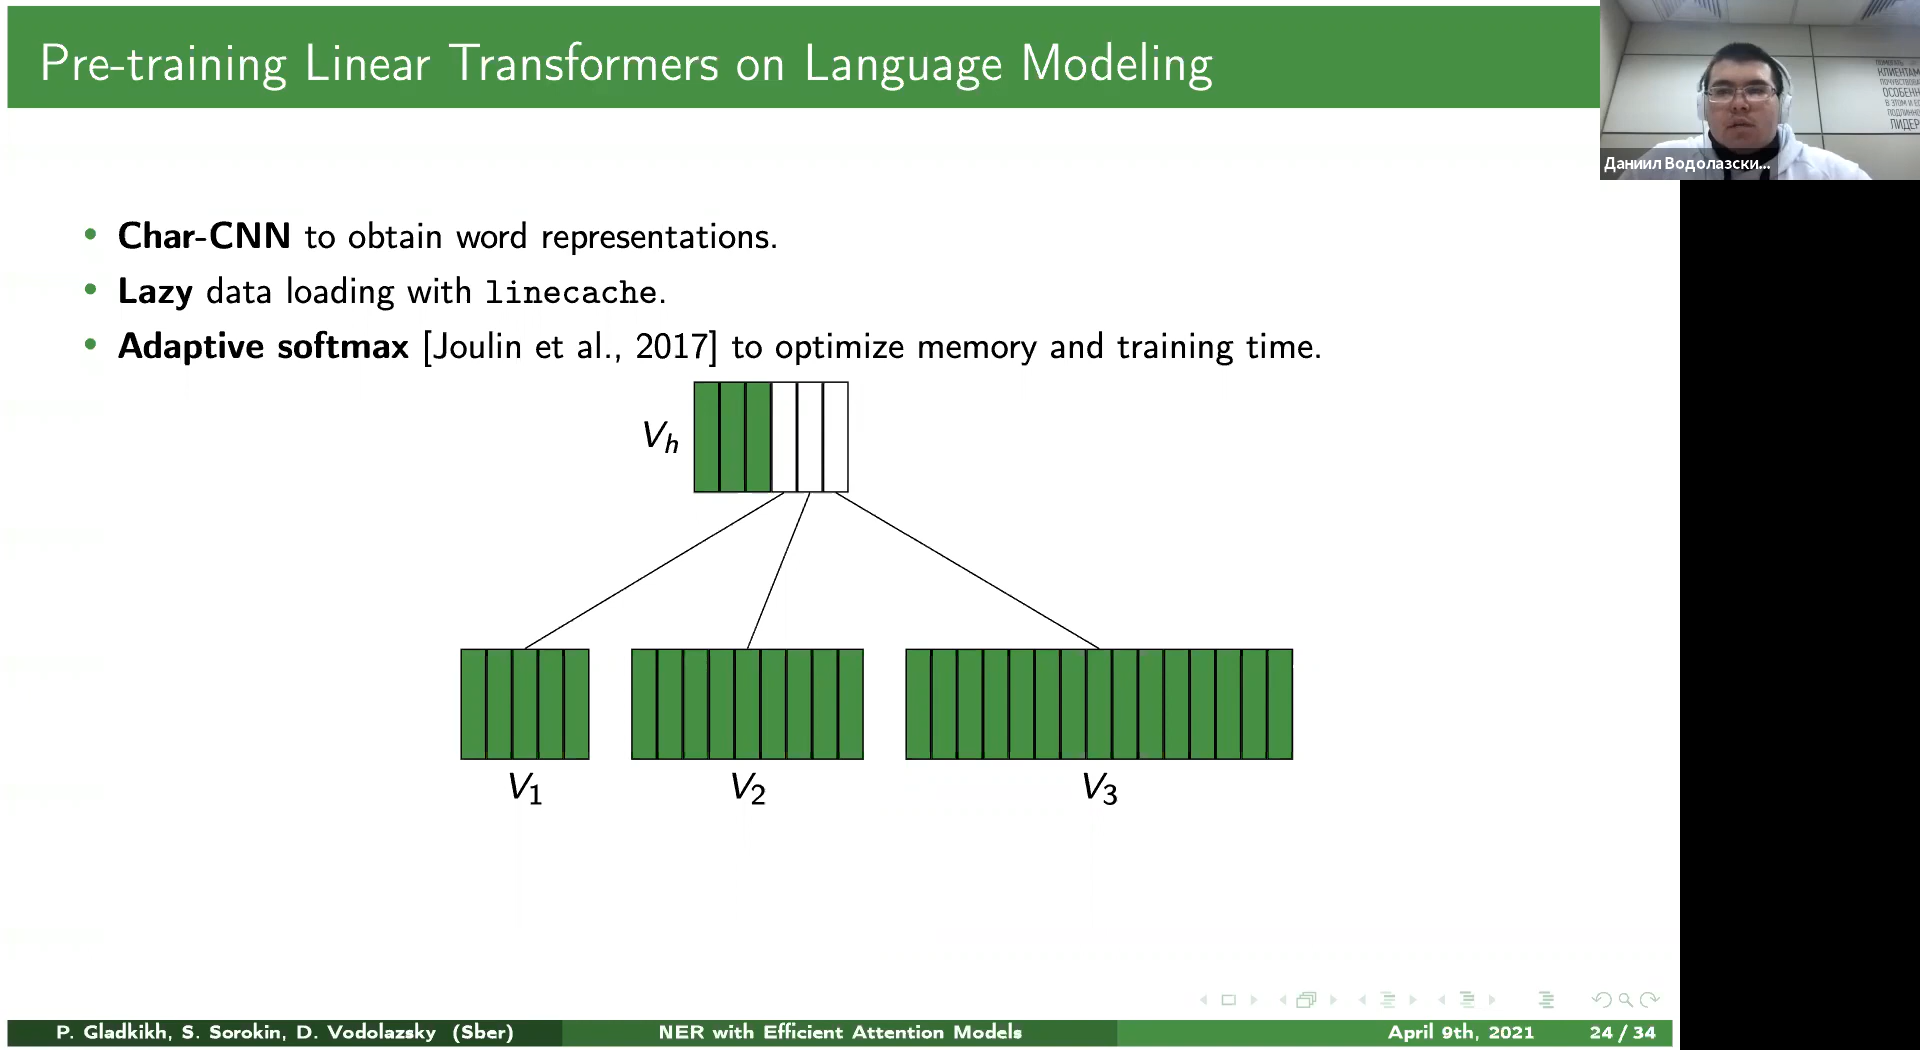 Pre-training Linear Transformers on Language Modeling
Даниил Водолазски...
• Char-CNN to obtain word representations.
• Lazy data loading with linecache.
• Adaptive softmax [Joulin et al., 2017] to optimize memory and training time.
Vh
V1 V2 V3
P. Gladkikh, S. Sorokin, D. Vodolazsky (Sber) NER with Efficient Attention Models April 9th, 2021 24 / 34